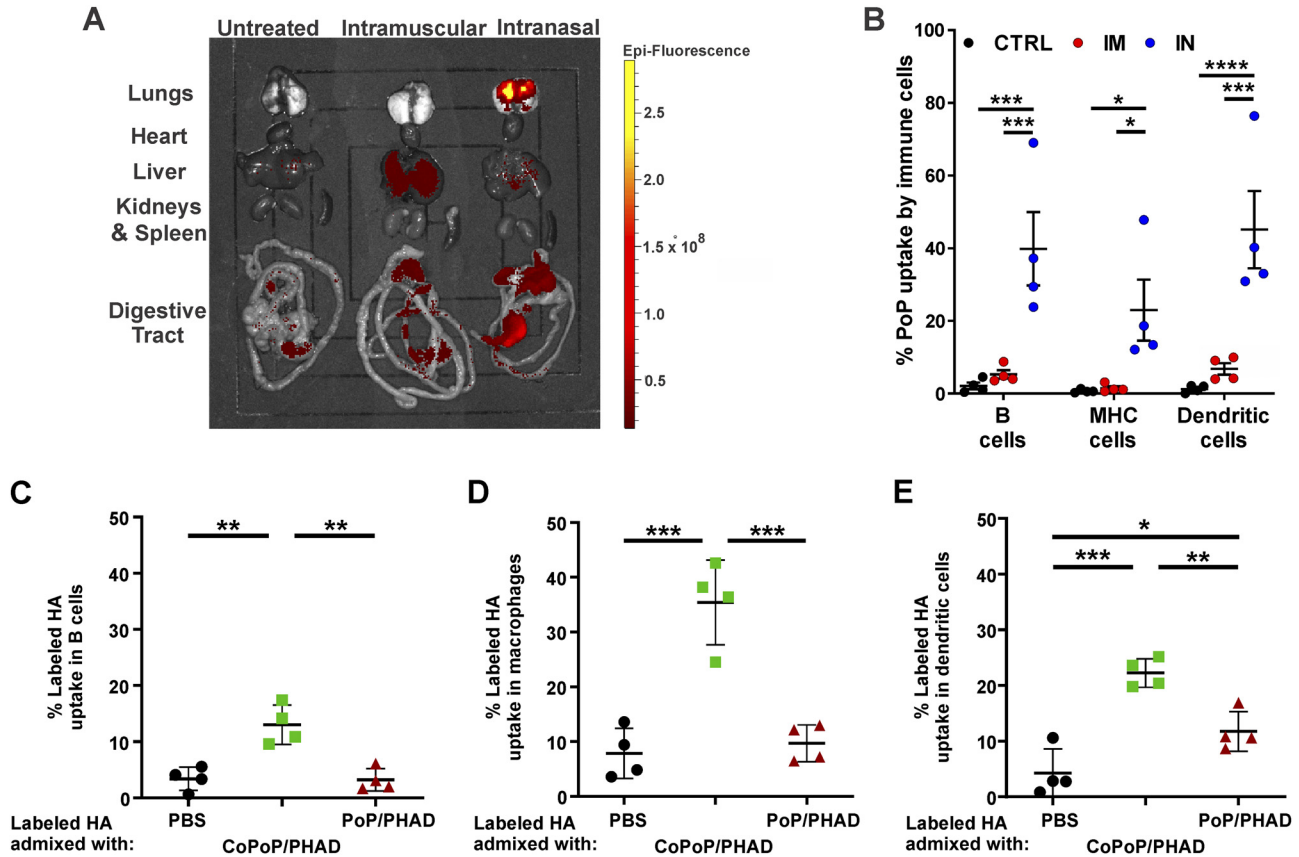 A
Untreated Intramuscular Intranasal
Epi-Fluorescence
Lungs
Heart
Liver
Kidneys
& Spleen
Digestive
Tract
2.5
2.0
1.5 x 10^8
1.0
0.5
B
CTRL IM IN
% PoP uptake by immune cells
100
80
60
40
20
0
*** *** * * **** ***
B
cells
MHC
cells
Dendritic
cells
C
% Labeled HA
uptake in B cells
50
40
30
20
10
0
** **
Labeled HA
admixed with:
PBS
CoPoP/PHAD
PoP/PHAD
D
% Labeled HA
uptake in macrophages
50
40
30
20
10
0
*** ***
Labeled HA
admixed with:
PBS
CoPoP/PHAD
PoP/PHAD
E
% Labeled HA
uptake in dendritic cells
50
40
30
20
10
0
*
*** **
Labeled HA
admixed with:
PBS
CoPoP/PHAD
PoP/PHAD